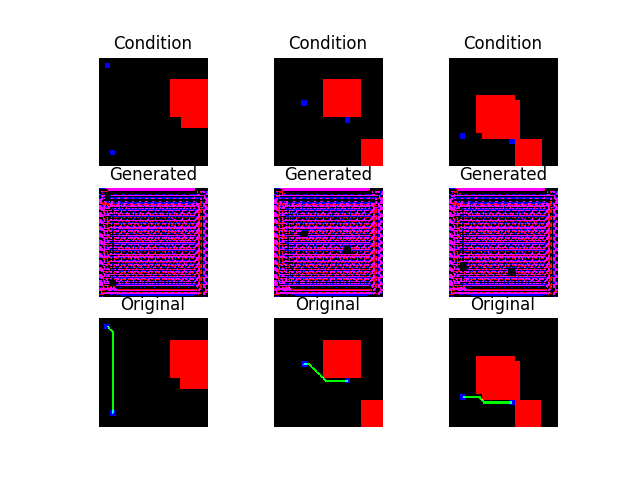 Condition Condition Condition
Generated Generated Generated
Original Original Original